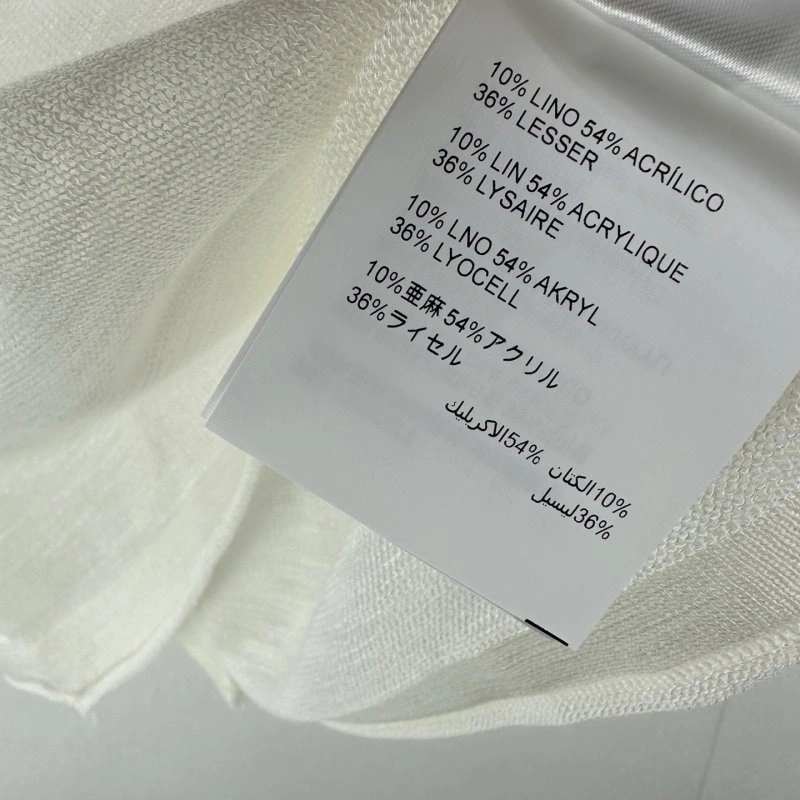 10% LINO 54% ACRÍLICO
36% LESSER
10% LIN 54% ACRYLIQUE
36% LYSAIRE
10% LNO 54% AKRYL
36% LYOCELL
10%亜麻 54%アクリル
36%ライセル
10%الكتان 54%الاكريليك
36%ليسيل